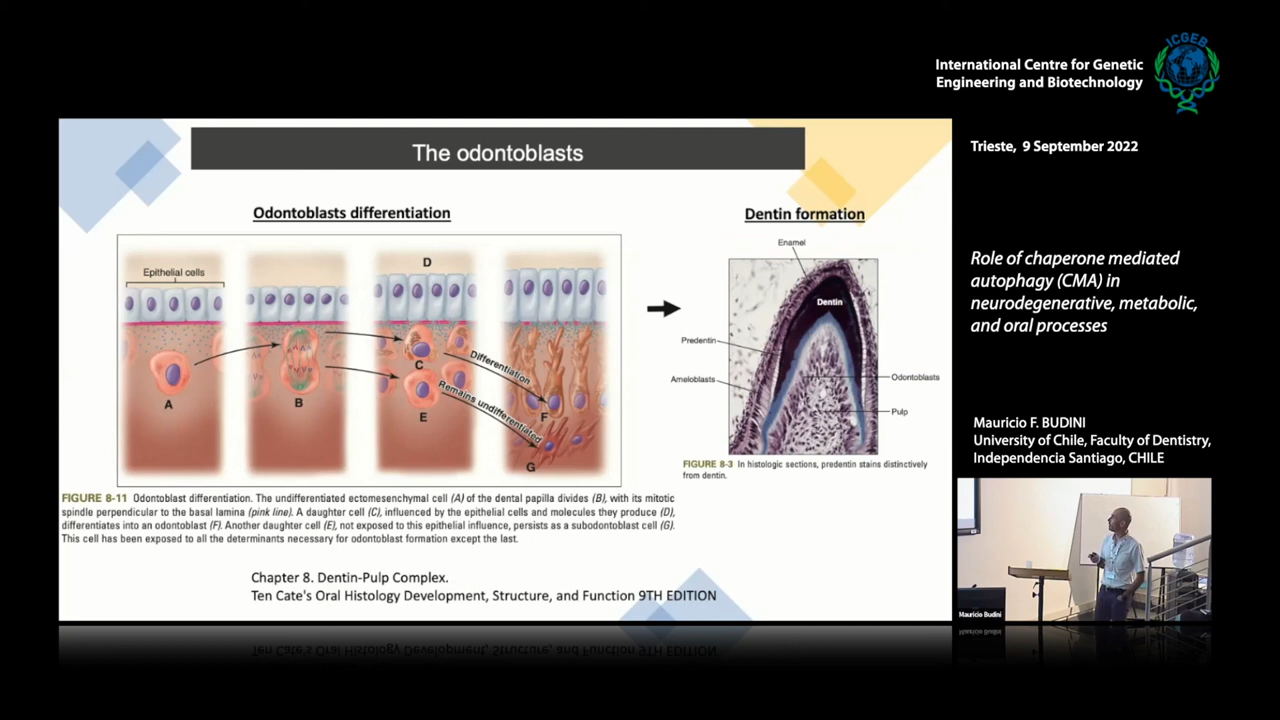 ICGEB
International Centre for Genetic
Engineering and Biotechnology
Trieste, 9 September 2022
Role of chaperone mediated
autophagy (CMA) in
neurodegenerative, metabolic,
and oral processes
Mauricio F. BUDINI
University of Chile, Faculty of Dentistry,
Independencia Santiago, CHILE
Mauricio Budini
The odontoblasts
Odontoblasts differentiation
Epithelial cells
A
B
D
C
E
Differentiation
Remains undifferentiated
F
G
FIGURE 8-11 Odontoblast differentiation. The undifferentiated ectomesenchymal cell (A) of the dental papilla divides (B), with its mitotic
spindle perpendicular to the basal lamina (pink line). A daughter cell (C), influenced by the epithelial cells and molecules they produce (D),
differentiates into an odontoblast (F). Another daughter cell (E), not exposed to this epithelial influence, persists as a subodontoblast cell (G).
This cell has been exposed to all the determinants necessary for odontoblast formation except the last.
Dentin formation
Enamel
Dentin
Predentin
Ameloblasts
Odontoblasts
Pulp
FIGURE 8-3 In histologic sections, predentin stains distinctively
from dentin.
Chapter 8. Dentin-Pulp Complex.
Ten Cate's Oral Histology Development, Structure, and Function 9TH EDITION